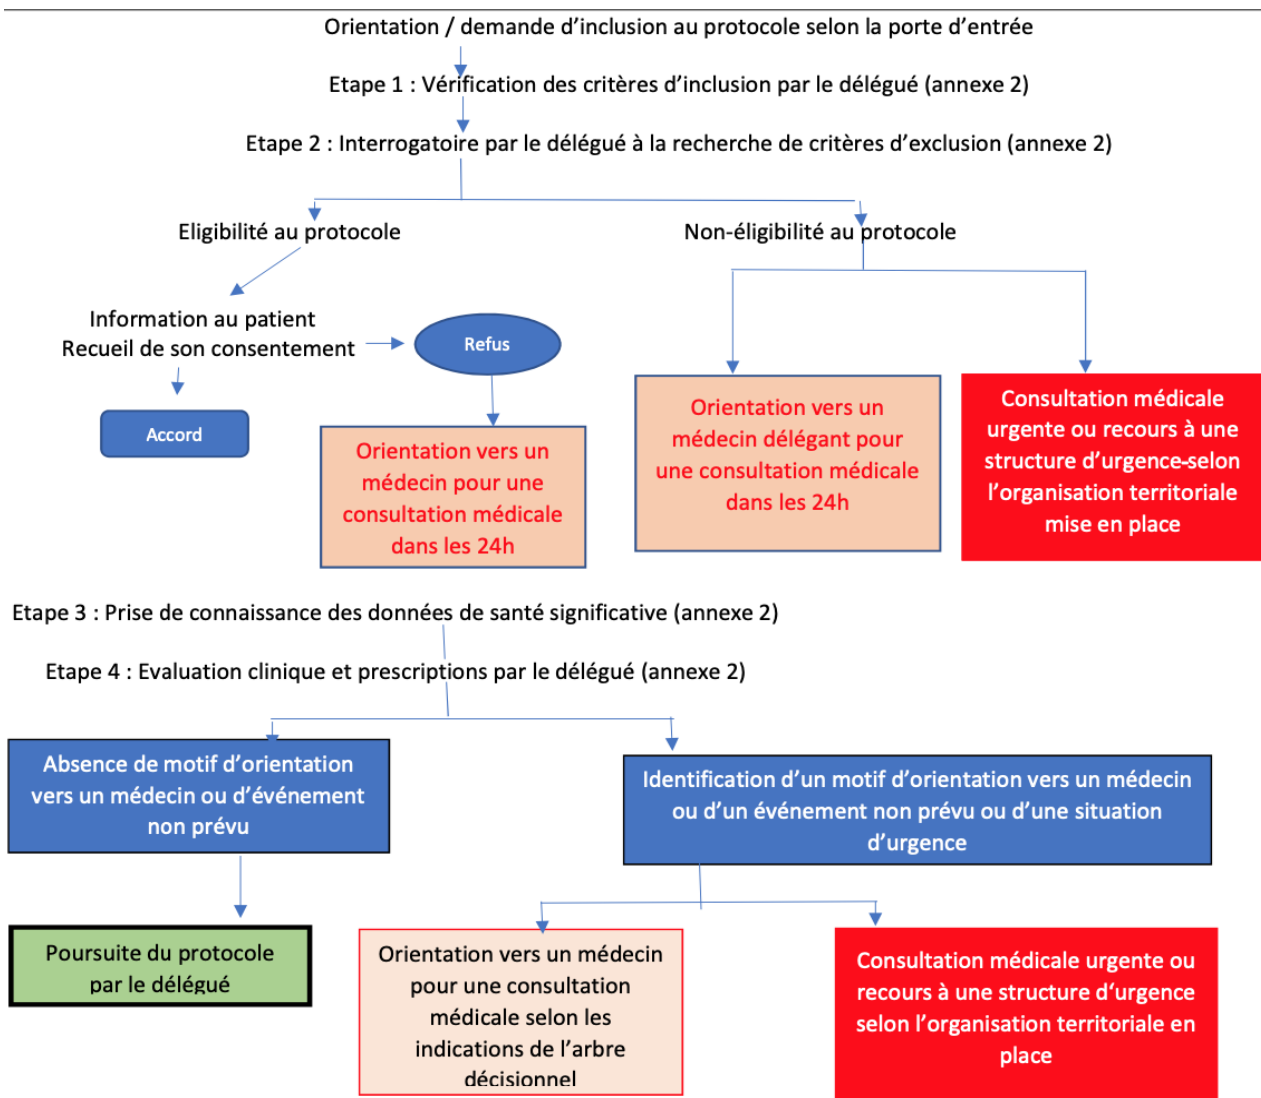 Orientation / demande d’inclusion au protocole selon la porte d’entrée
Etape 1 : Vérification des critères d’inclusion par le délégué (annexe 2)
Etape 2 : Interrogatoire par le délégué à la recherche de critères d’exclusion (annexe 2)
Eligibilité au protocole
Non-éligibilité au protocole
Information au patient
Recueil de son consentement
Refus
Accord
Orientation vers un
médecin pour une
consultation médicale
dans les 24h
Orientation vers un
médecin délégant pour
une consultation médicale
dans les 24h
Consultation médicale
urgente ou recours à une
structure d’urgence-selon
l’organisation territoriale
mise en place
Etape 3 : Prise de connaissance des données de santé significative (annexe 2)
Etape 4 : Evaluation clinique et prescriptions par le délégué (annexe 2)
Absence de motif d’orientation
vers un médecin ou d’événement
non prévu
Identification d’un motif d’orientation vers un médecin
ou d’un événement non prévu ou d’une situation
d’urgence
Poursuite du protocole
par le délégué
Orientation vers un médecin
pour une consultation
médicale selon les
indications de l’arbre
décisionnel
Consultation médicale urgente ou
recours à une structure d‘urgence
selon l’organisation territoriale en
place